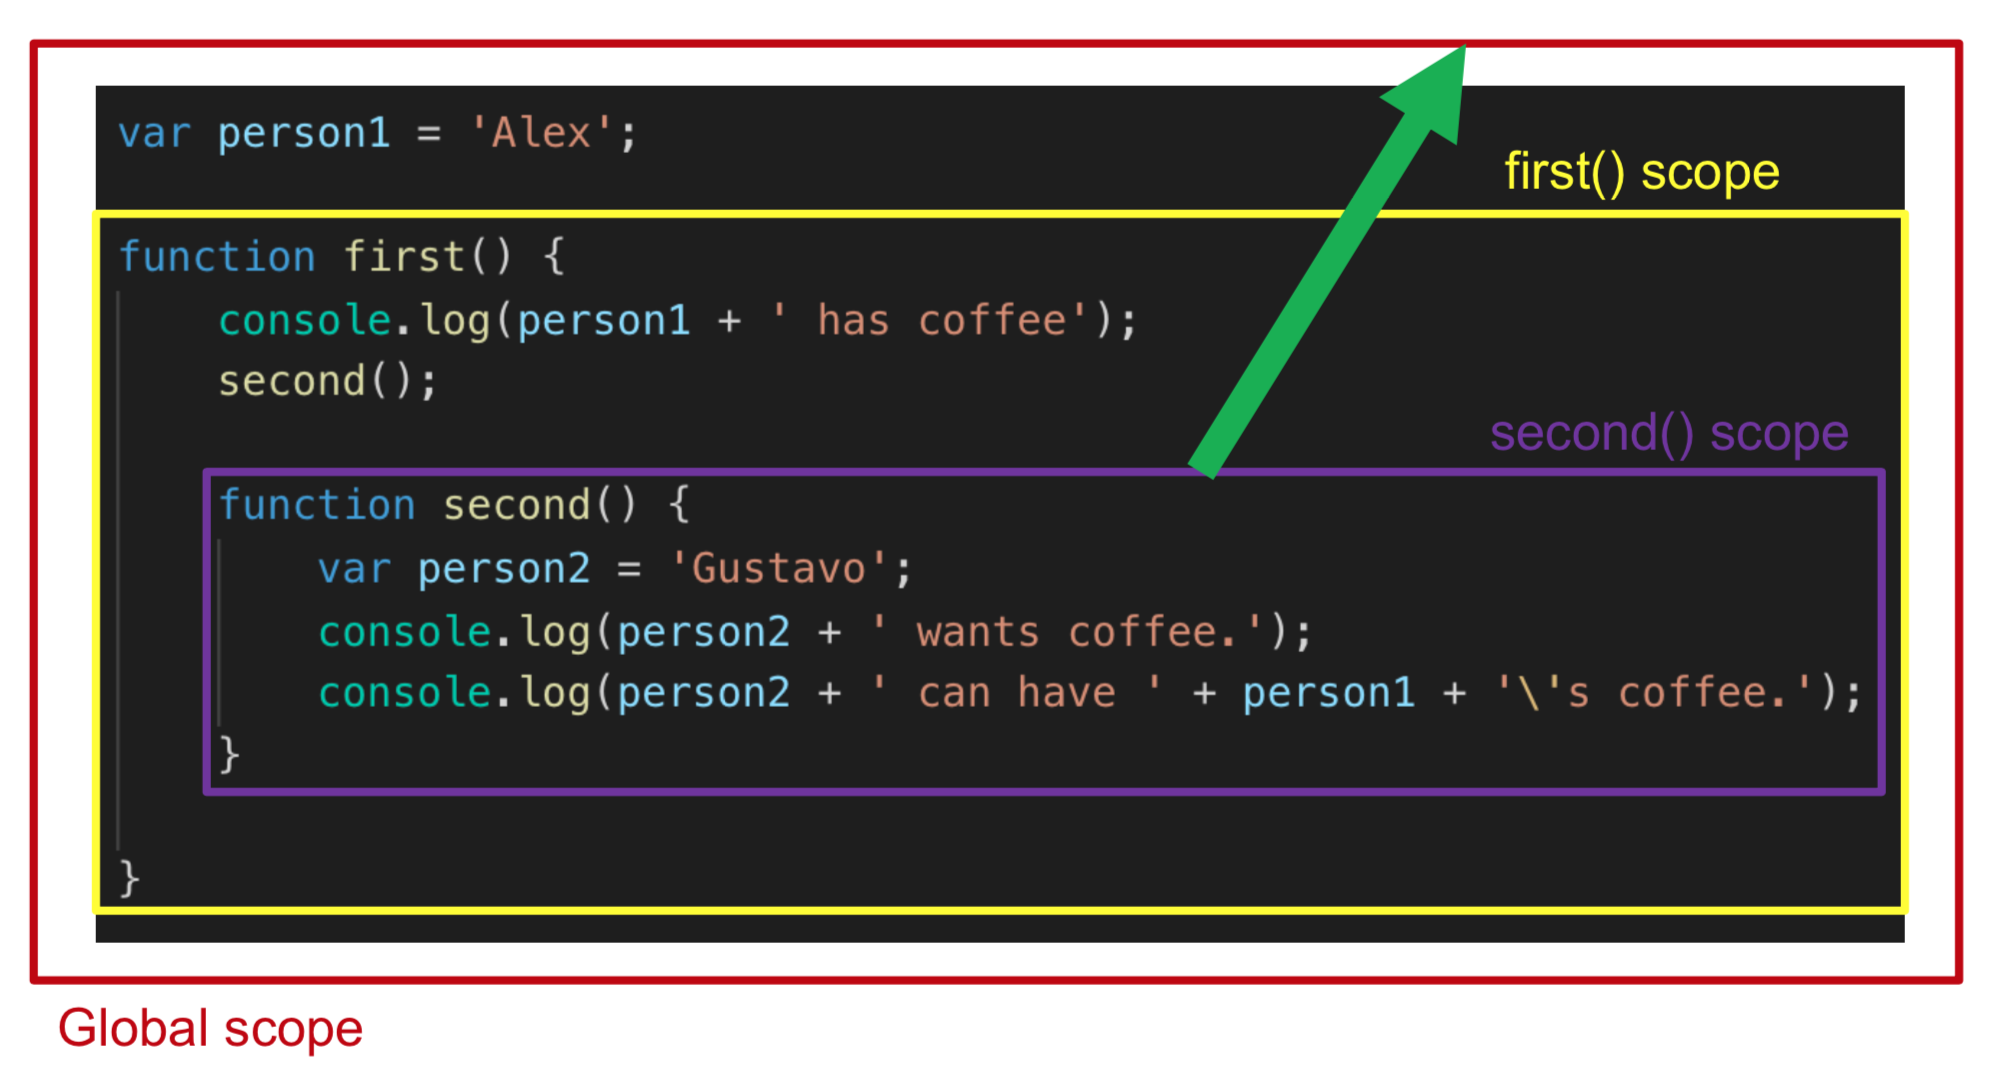 var person1 = 'Alex';
first() scope
function first() {
console.log(person1 + ' has coffee');
second();
second() scope
function second() {
var person2 = 'Gustavo';
console.log(person2 + ' wants coffee.');
console.log(person2 + ' can have ' + person1 + '\'s coffee.');
}
}
Global scope